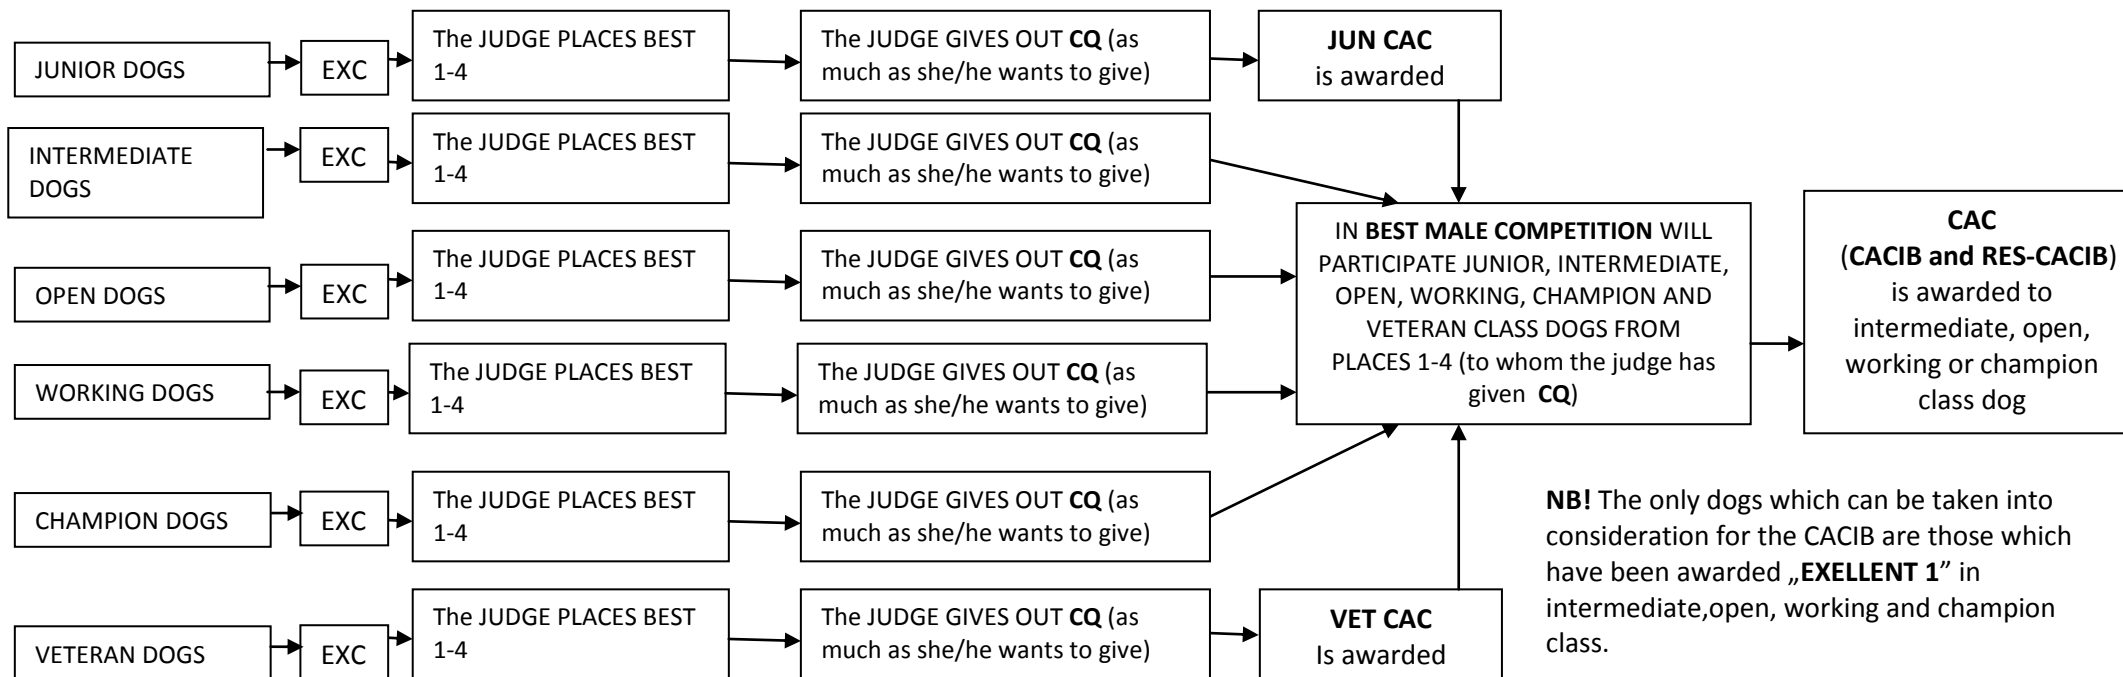 JUNIOR DOGS
EXC
The JUDGE PLACES BEST
1-4
The JUDGE GIVES OUT CQ (as
much as she/he wants to give)
JUN CAC
is awarded
INTERMEDIATE
DOGS
EXC
The JUDGE PLACES BEST
1-4
The JUDGE GIVES OUT CQ (as
much as she/he wants to give)
OPEN DOGS
EXC
The JUDGE PLACES BEST
1-4
The JUDGE GIVES OUT CQ (as
much as she/he wants to give)
WORKING DOGS
EXC
The JUDGE PLACES BEST
1-4
The JUDGE GIVES OUT CQ (as
much as she/he wants to give)
CHAMPION DOGS
EXC
The JUDGE PLACES BEST
1-4
The JUDGE GIVES OUT CQ (as
much as she/he wants to give)
VETERAN DOGS
EXC
The JUDGE PLACES BEST
1-4
The JUDGE GIVES OUT CQ (as
much as she/he wants to give)
VET CAC
Is awarded
IN BEST MALE COMPETITION WILL
PARTICIPATE JUNIOR, INTERMEDIATE,
OPEN, WORKING, CHAMPION AND
VETERAN CLASS DOGS FROM
PLACES 1-4 (to whom the judge has
given CQ)
CAC
(CACIB and RES-CACIB)
is awarded to
intermediate, open,
working or champion
class dog
NB! The only dogs which can be taken into
consideration for the CACIB are those which
have been awarded „EXELLENT 1" in
intermediate,open, working and champion
class.